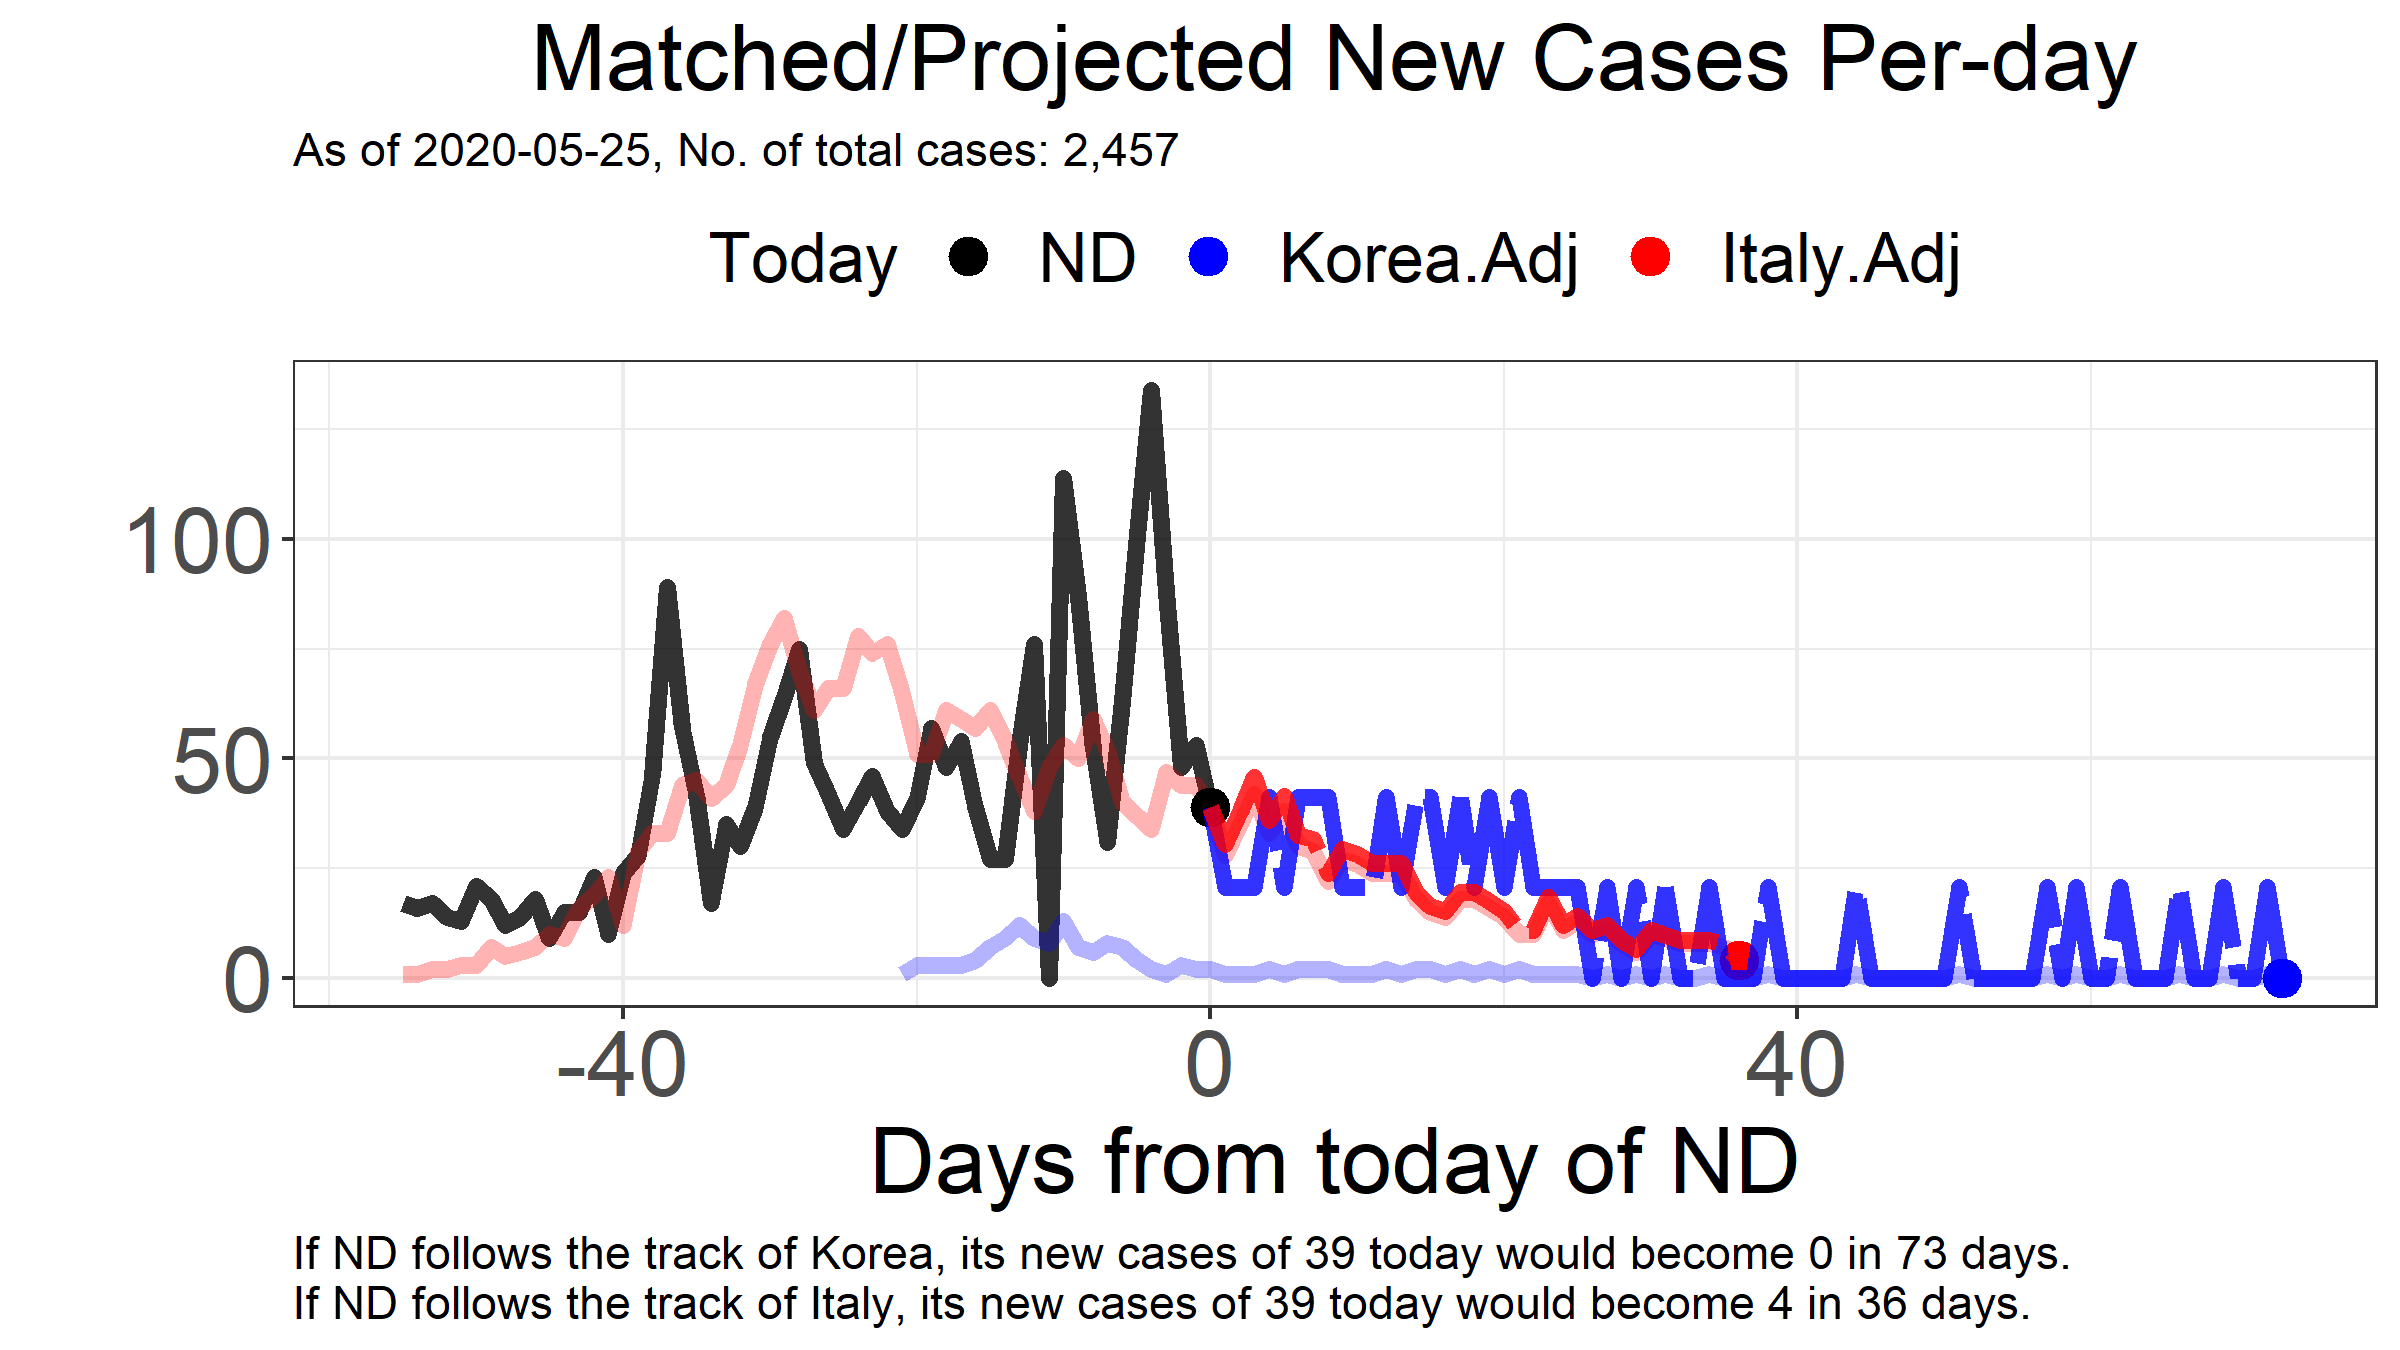 Matched/Projected New Cases Per-day
As of 2020-05-25, No. of total cases: 2,457
Today ND Korea.Adj Italy.Adj
100
50
0
-40 0 40
Days from today of ND
If ND follows the track of Korea, its new cases of 39 today would become 0 in 73 days.
If ND follows the track of Italy, its new cases of 39 today would become 4 in 36 days.